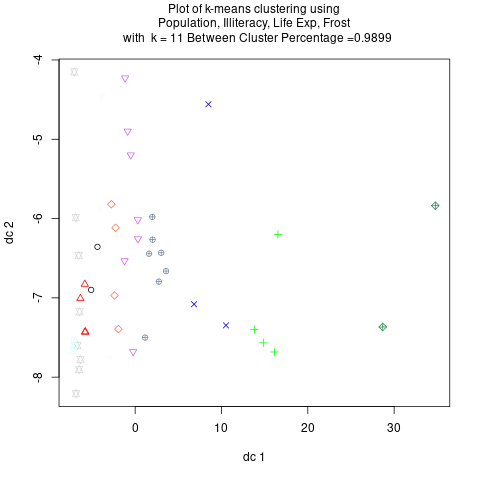 Plot of k-means clustering using
Population, Illiteracy, Life Exp, Frost
with  k = 11 Between Cluster Percentage =0.9899
-4
-5
-6
-7
-8
dc 2
0
10
20
30
dc 1